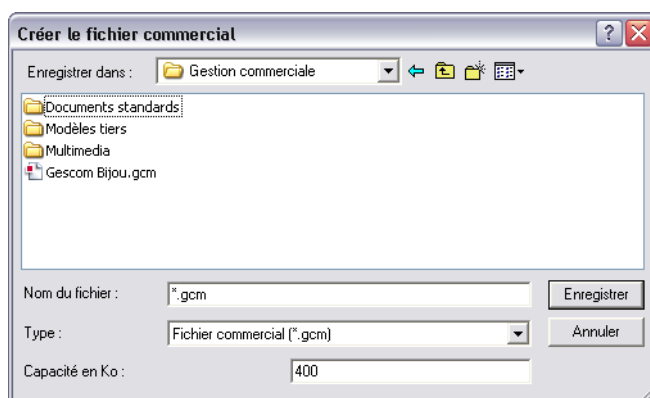 Créer le fichier commercial
Enregistrer dans :
Gestion commerciale
Documents standards
Modèles tiers
Multimedia
Gescom Bijou.gcm
Nom du fichier :
*.gcm
Enregistrer
Type :
Fichier commercial (*.gcm)
Annuler
Capacité en Ko :
400